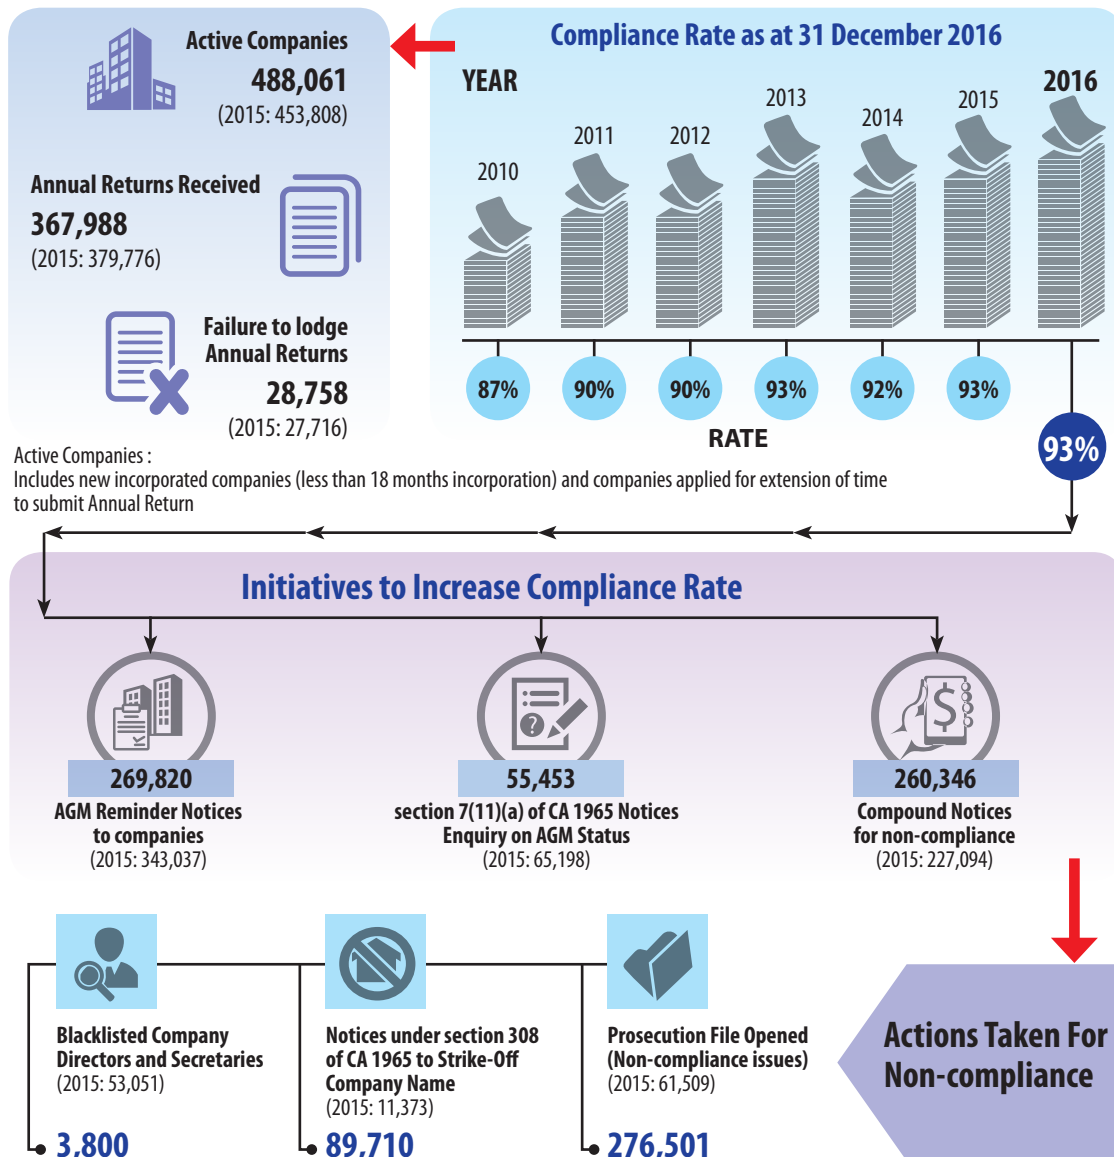 Active Companies
488,061
(2015: 453,808)
Annual Returns Received
367,988
(2015: 379,776)
Failure to lodge
Annual Returns
28,758
(2015: 27,716)
Compliance Rate as at 31 December 2016
YEAR
2010
2011
2012
2013
2014
2015
2016
87%
90%
90%
93%
92%
93%
93%
RATE
Active Companies :
Includes new incorporated companies (less than 18 months incorporation) and companies applied for extension of time
to submit Annual Return
Initiatives to Increase Compliance Rate
?
$
269,820
AGM Reminder Notices
to companies
(2015: 343,037)
55,453
section 7(11)(a) of CA 1965 Notices
Enquiry on AGM Status
(2015: 65,198)
260,346
Compound Notices
for non-compliance
(2015: 227,094)
Blacklisted Company
Directors and Secretaries
(2015: 53,051)
3,800
Notices under section 308
of CA 1965 to Strike-Off
Company Name
(2015: 11,373)
89,710
Prosecution File Opened
(Non-compliance issues)
(2015: 61,509)
276,501
Actions Taken For
Non-compliance